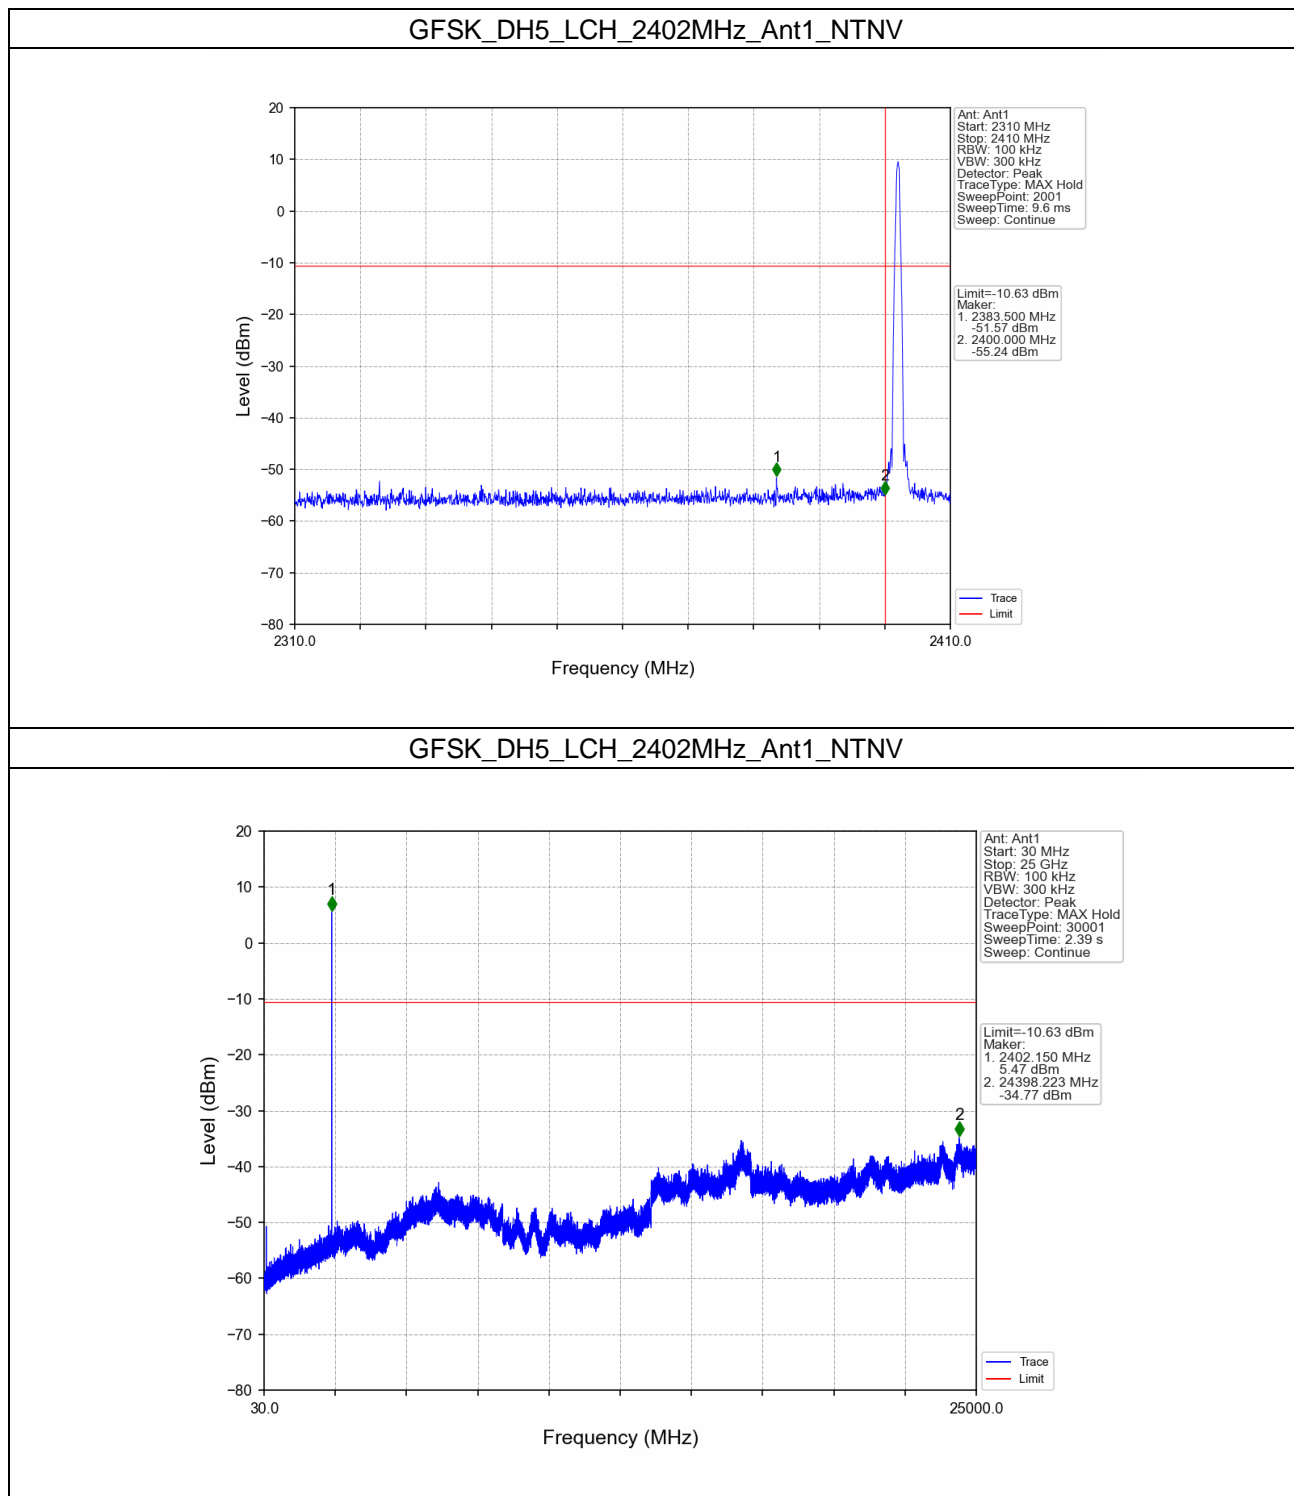 GFSK_DH5_LCH_2402MHz_Ant1_NTNV
20
10
0
−10
−20
−30
−40
−50
−60
−70
−80
Level (dBm)
1
2
2310.0
2410.0
Frequency (MHz)
Ant: Ant1
Start: 2310 MHz
Stop: 2410 MHz
RBW: 100 kHz
VBW: 300 kHz
Detector: Peak
TraceType: MAX Hold
SweepPoint: 2001
SweepTime: 9.6 ms
Sweep: Continue
Limit=-10.63 dBm
Maker:
1. 2383.500 MHz
-51.57 dBm
2. 2400.000 MHz
-55.24 dBm
Trace
Limit
GFSK_DH5_LCH_2402MHz_Ant1_NTNV
20
10
0
−10
−20
−30
−40
−50
−60
−70
−80
Level (dBm)
1
2
30.0
25000.0
Frequency (MHz)
Ant: Ant1
Start: 30 MHz
Stop: 25 GHz
RBW: 100 kHz
VBW: 300 kHz
Detector: Peak
TraceType: MAX Hold
SweepPoint: 30001
SweepTime: 2.39 s
Sweep: Continue
Limit=-10.63 dBm
Maker:
1. 2402.150 MHz
5.47 dBm
2. 24398.223 MHz
-34.77 dBm
Trace
Limit